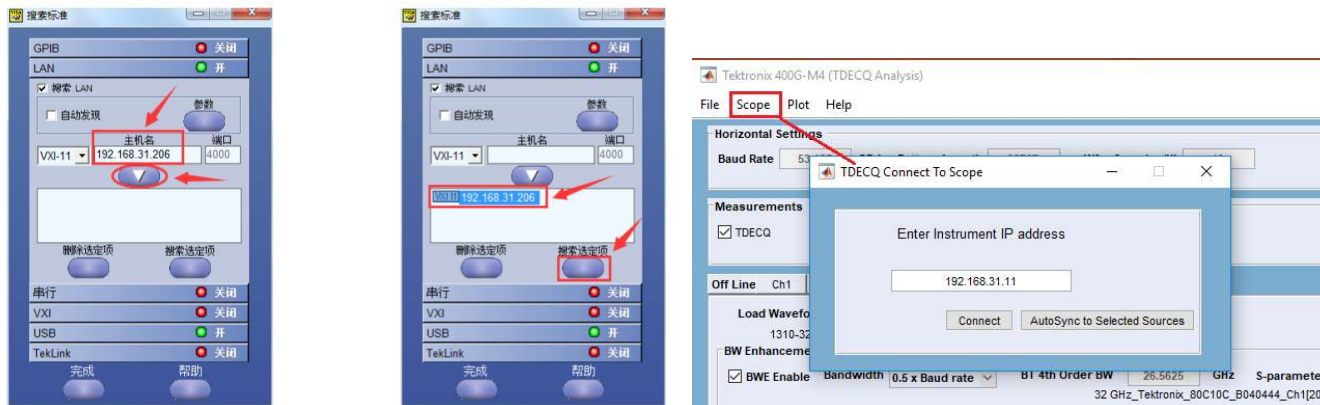 搜索标准
GPIB 关闭
LAN 开
搜索 LAN
自动发现 参数
主机名 端口
VXI-11 192.168.31.206 4000
删除选定项 搜索选定项
串行 关闭
VXI 关闭
USB 开
TekLink 关闭
完成 帮助
搜索标准
GPIB 关闭
LAN 开
搜索 LAN
自动发现 参数
主机名 端口
VXI-11 4000
VXI-11 192.168.31.206
删除选定项 搜索选定项
串行 关闭
VXI 关闭
USB 开
TekLink 关闭
完成 帮助
Tektronix 400G-M4 (TDECQ Analysis)
File Scope Plot Help
Horizontal Settings
Baud Rate
TDECQ Connect To Scope
Measurements
TDECQ
Enter Instrument IP address
192.168.31.11
Connect AutoSync to Selected Sources
Off Line Ch1
Load Wavefo
1310-32
BW Enhanceme
BWE Enable Bandwidth 0.5 x Baud rate BT 4th Order BW 26.5625 GHz S-paramete
32 GHz_Tektronix_80C10C_B040444_Ch1[20